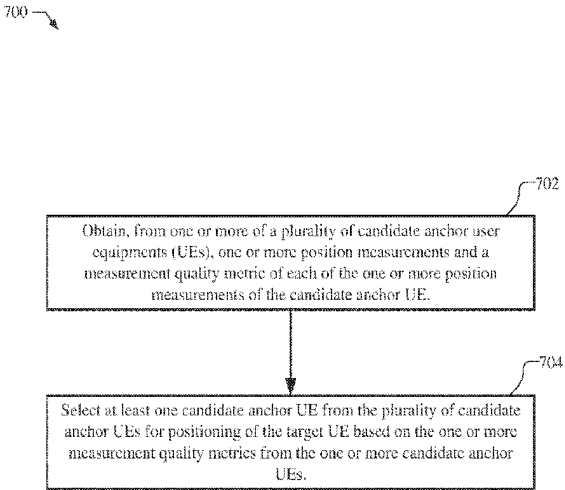 700
702
Obtain, from one or more of a plurality of candidate anchor user
equipments (UEs), one or more position measurements and a
measurement quality metric of each of the one or more position
measurements of the candidate anchor UE.
704
Select at least one candidate anchor UE from the plurality of candidate
anchor UEs for positioning of the target UE based on the one or more
measurement quality metrics from the one or more candidate anchor
UEs.